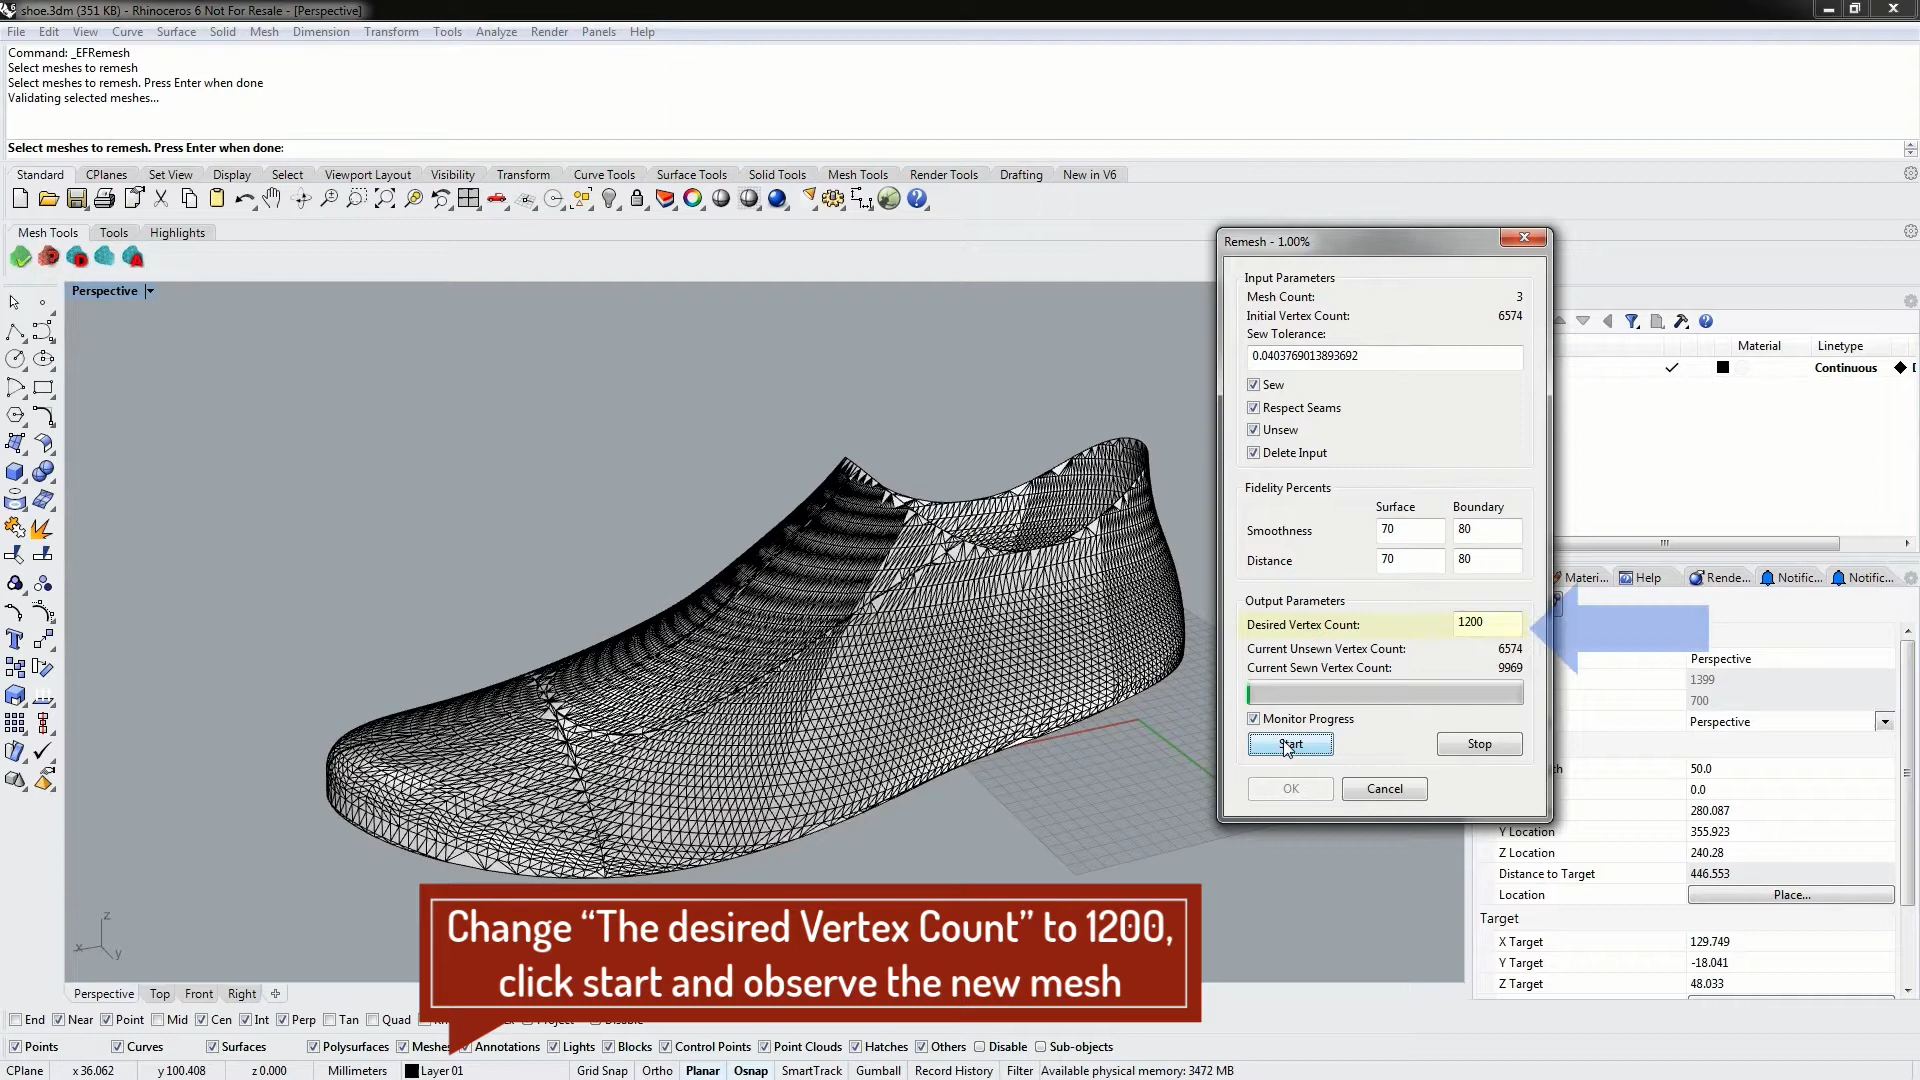 shoe.3dm (351 KB) - Rhinoceros 6 Not For Resale - [Perspective]
File Edit View Curve Surface Solid Mesh Dimension Transform Tools Analyze Render Panels Help
Command: _EFRemesh
Select meshes to remesh
Select meshes to remesh. Press Enter when done
Validating selected meshes...
Select meshes to remesh. Press Enter when done:
Standard CPlanes Set View Display Select Viewport Layout Visibility Transform Curve Tools Surface Tools Solid Tools Mesh Tools Render Tools Drafting New in V6
Mesh Tools Tools Highlights
Perspective
Remesh - 1.00%
Input Parameters
Mesh Count: 3
Initial Vertex Count: 6574
Sew Tolerance:
0.0403769013893692
Sew
Respect Seams
Unsew
Delete Input
Fidelity Percents
Surface Boundary
Smoothness 70 80
Distance 70 80
Output Parameters
Desired Vertex Count: 1200
Current Unsewn Vertex Count: 6574
Current Sewn Vertex Count: 9969
Monitor Progress
Start Stop
OK Cancel
Material Linetype
Continuous
Materi... Help Rende... Notific... Notific...
Perspective
1399
700
Perspective
50.0
0.0
280.087
Y Location 355.923
Z Location 240.28
Distance to Target 446.553
Location Place...
Target
X Target 129.749
Y Target -18.041
Z Target 48.033
z
x
y
Change “The desired Vertex Count” to 1200,
click start and observe the new mesh
Perspective Top Front Right
End Near Point Mid Cen Int Perp Tan Quad
Points Curves Surfaces Polysurfaces Meshes Annotations Lights Blocks Control Points Point Clouds Hatches Others Disable Sub-objects
CPlane x 36.062 y 100.408 z 0.000 Millimeters Layer 01 Grid Snap Ortho Planar Osnap SmartTrack Gumball Record History Filter Available physical memory: 3472 MB